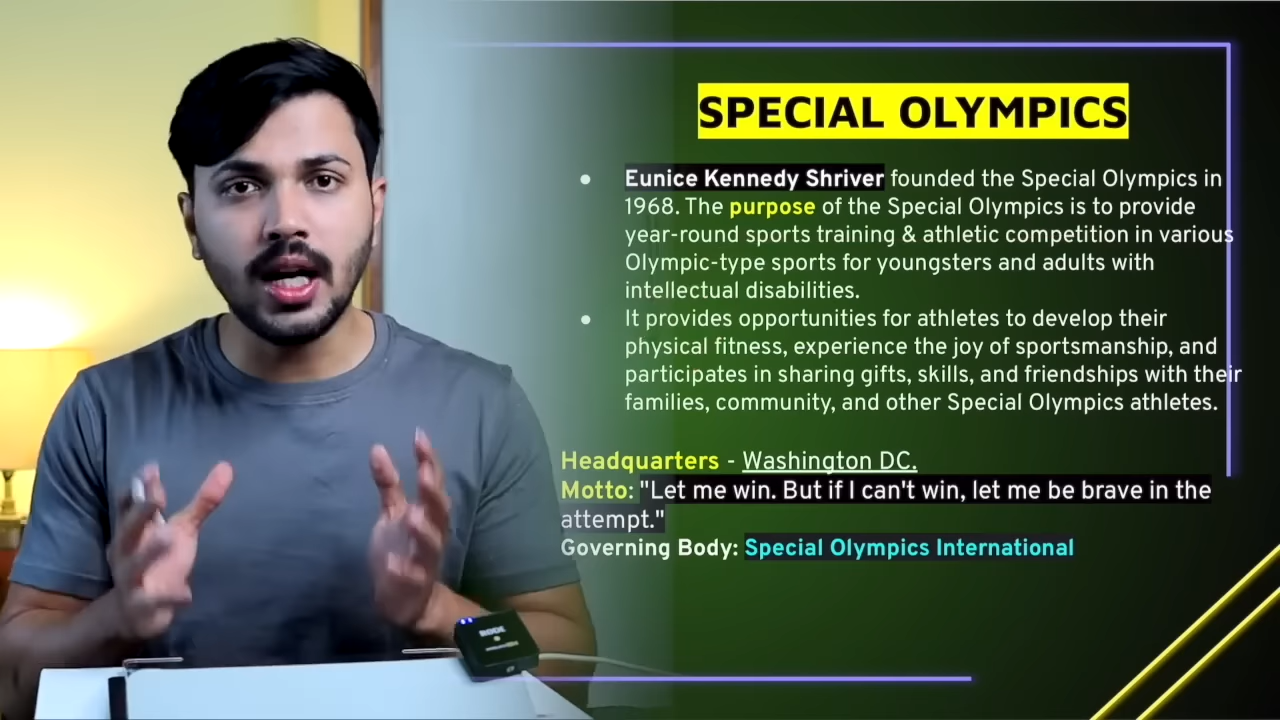 SPECIAL OLYMPICS
● Eunice Kennedy Shriver founded the Special Olympics in
1968. The purpose of the Special Olympics is to provide
year-round sports training & athletic competition in various
Olympic-type sports for youngsters and adults with
intellectual disabilities.
● It provides opportunities for athletes to develop their
physical fitness, experience the joy of sportsmanship, and
participates in sharing gifts, skills, and friendships with their
families, community, and other Special Olympics athletes.
Headquarters - Washington DC.
Motto: "Let me win. But if I can't win, let me be brave in the
attempt."
Governing Body: Special Olympics International
RODE